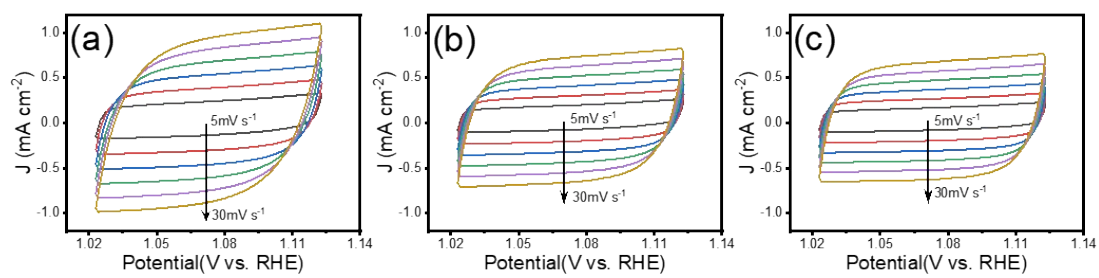 (a)
J (mA cm-2)
1.0
0.5
0.0
-0.5
-1.0
5mV s-1
30mV s-1
1.02 1.05 1.08 1.11 1.14
Potential(V vs. RHE)
(b)
J (mA cm-2)
1.0
0.5
0.0
-0.5
-1.0
5mV s-1
30mV s-1
1.02 1.05 1.08 1.11 1.14
Potential(V vs. RHE)
(c)
J (mA cm-2)
1.0
0.5
0.0
-0.5
-1.0
5mV s-1
30mV s-1
1.02 1.05 1.08 1.11 1.14
Potential(V vs. RHE)